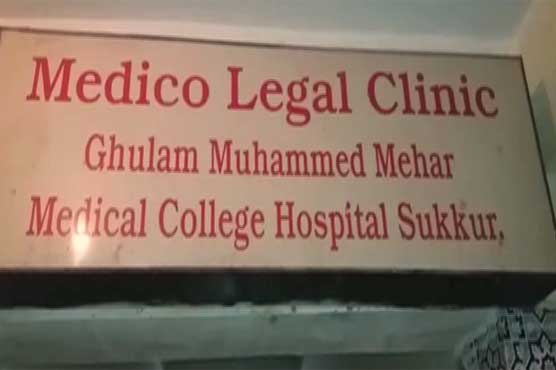 Medico Legal Clinic
Ghulam Muhammed Mehar
Medical College Hospital Sukkur.